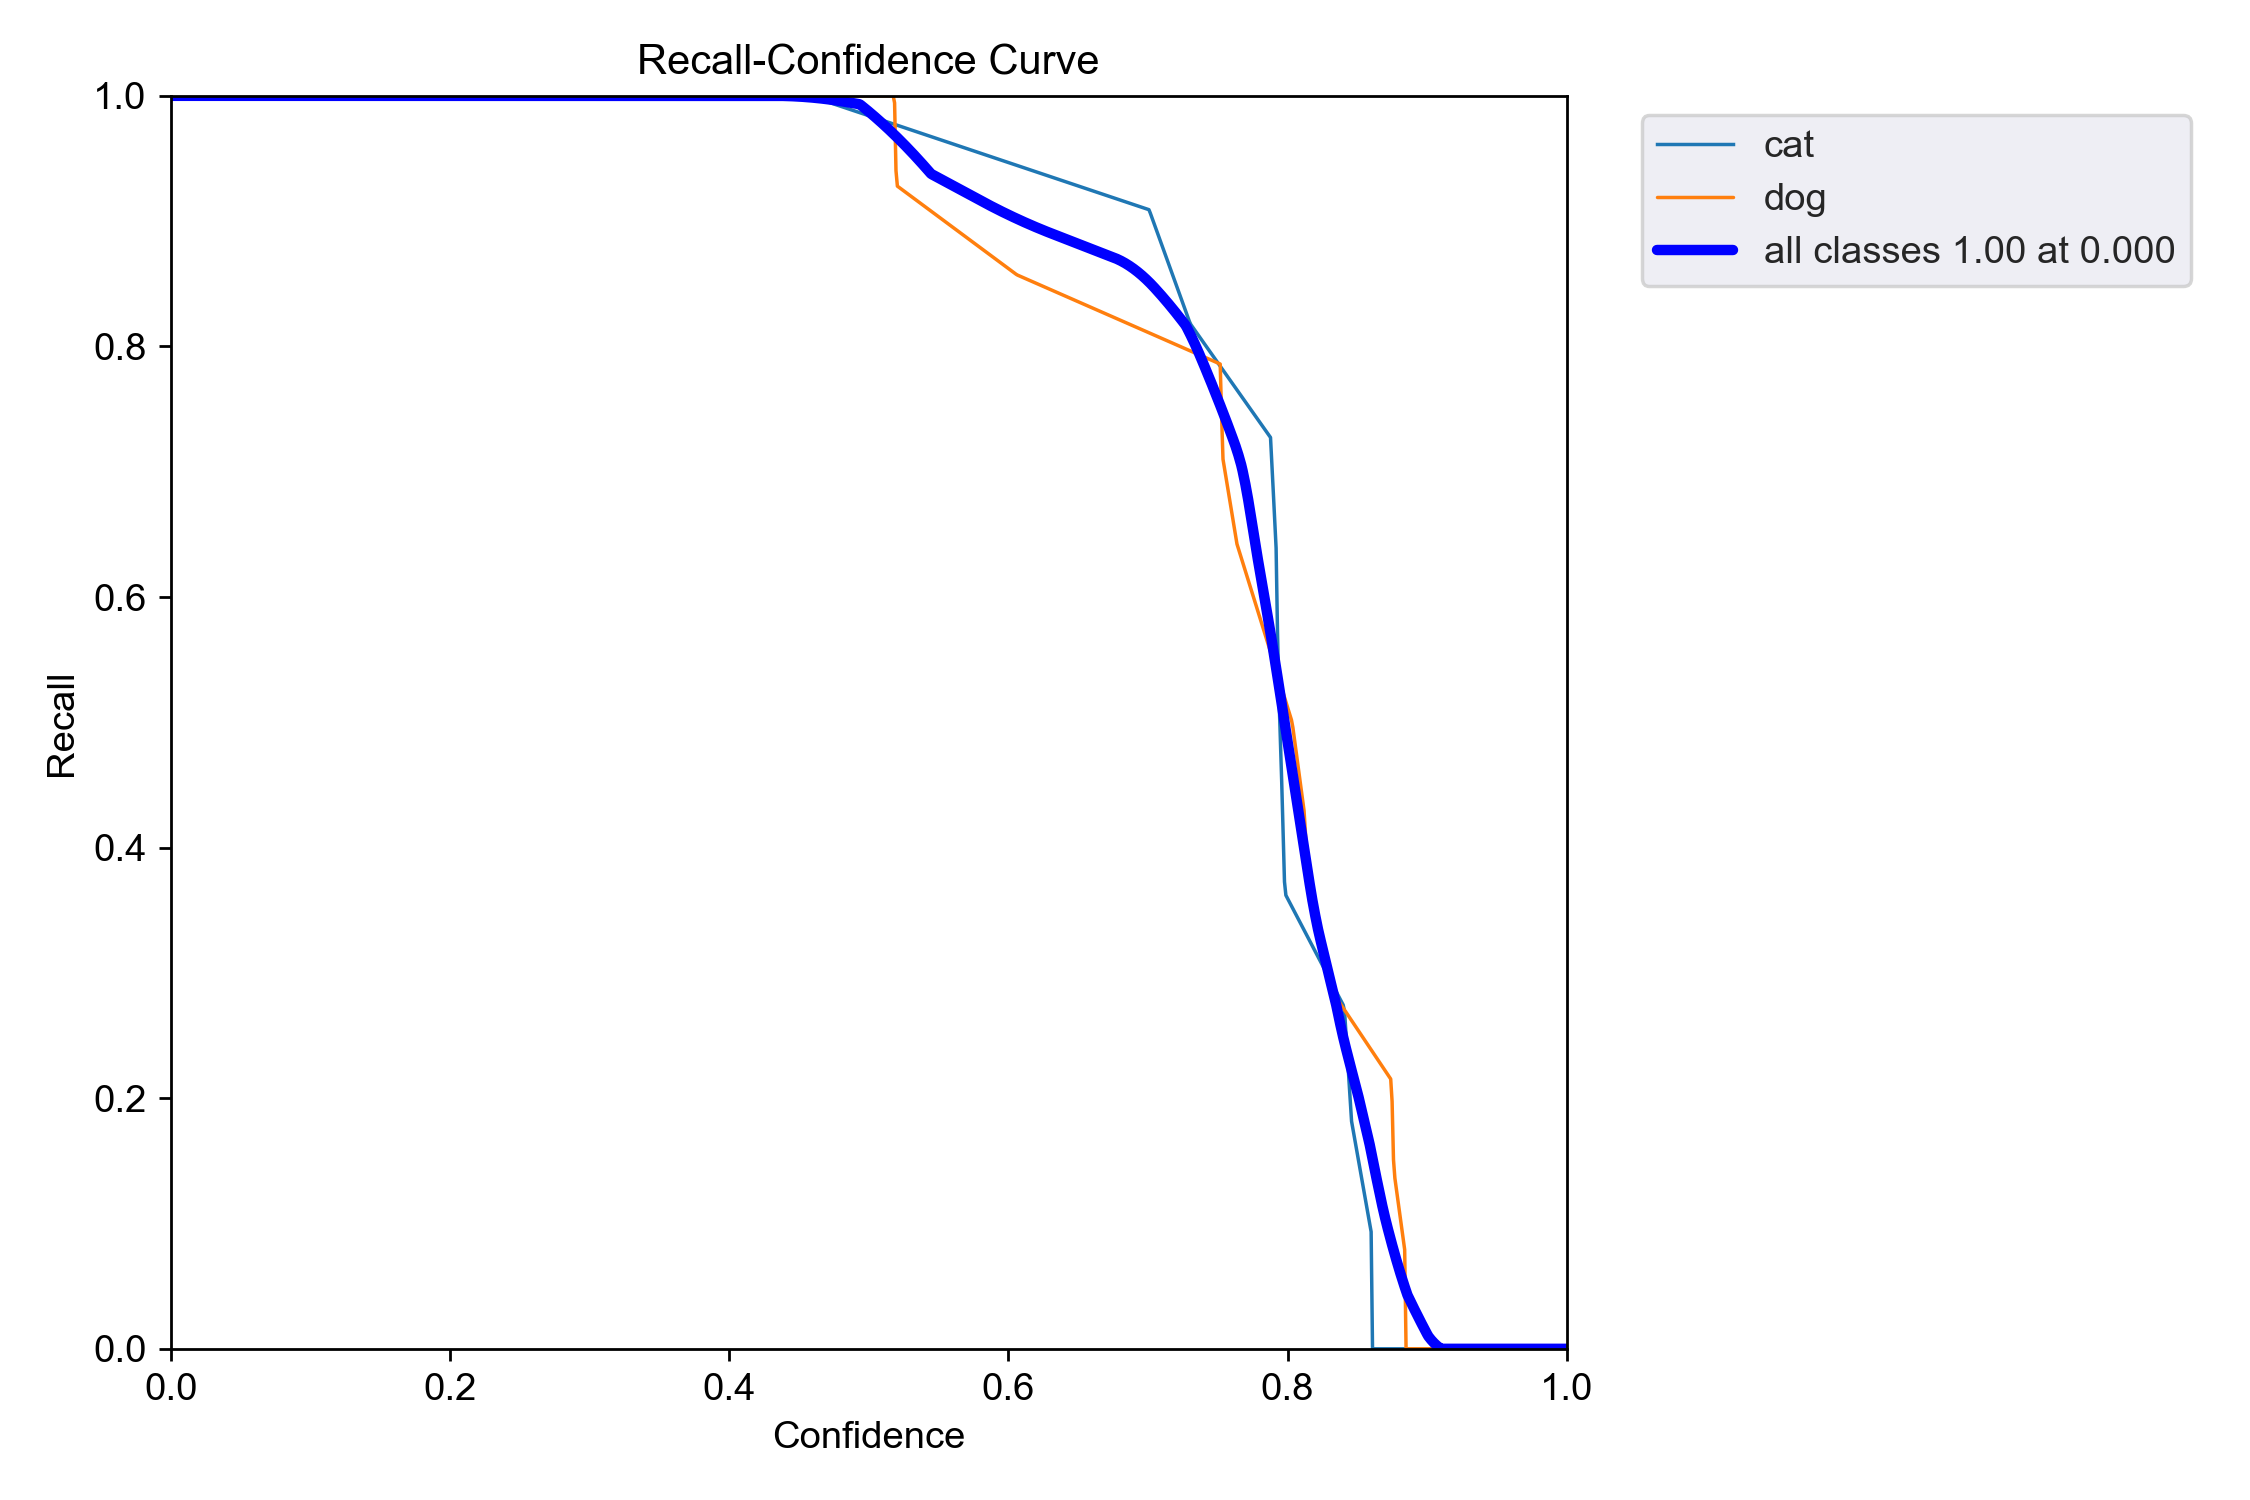 Recall-Confidence Curve
1.0
0.8
0.6
0.4
0.2
0.0
Recall
0.0 0.2 0.4 0.6 0.8 1.0
Confidence
cat
dog
all classes 1.00 at 0.000